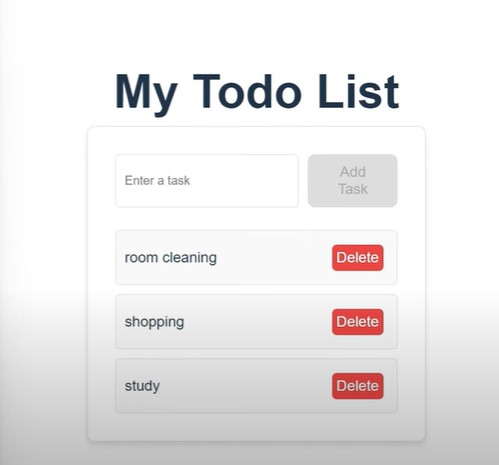 My Todo List
Enter a task
Add
Task
room cleaning
Delete
shopping
Delete
study
Delete